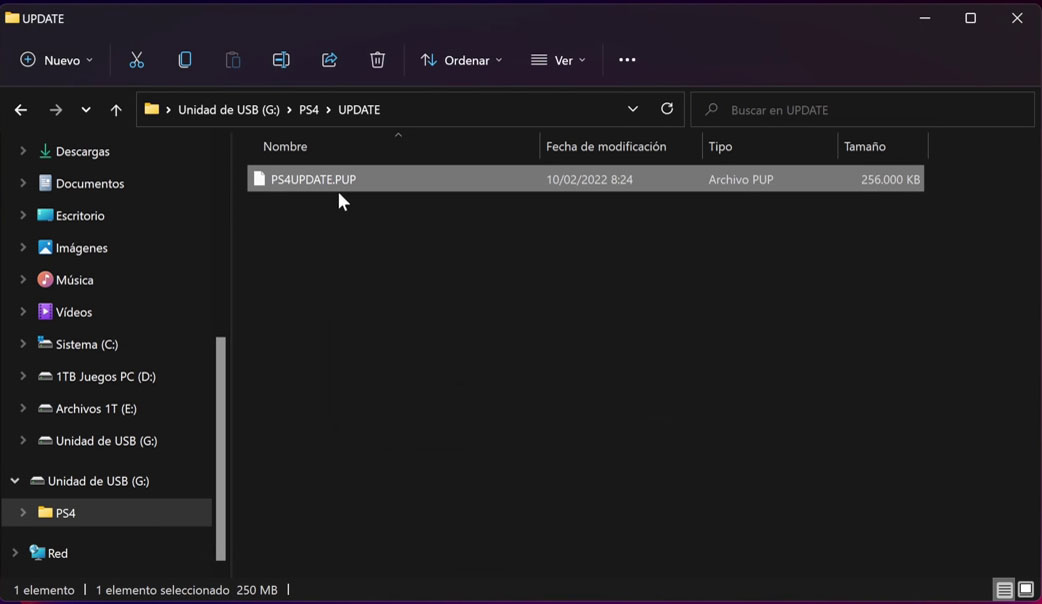 UPDATE
Nuevo
Ordenar
Ver
Unidad de USB (G:) > PS4 > UPDATE
Buscar en UPDATE
Nombre Fecha de modificación Tipo Tamaño
PS4UPDATE.PUP 10/02/2022 8:24 Archivo PUP 256.000 KB
Descargas
Documentos
Escritorio
Imágenes
Música
Vídeos
Sistema (C:)
1TB Juegos PC (D:)
Archivos 1T (E:)
Unidad de USB (G:)
Unidad de USB (G:)
PS4
Red
1 elemento | 1 elemento seleccionado 250 MB |